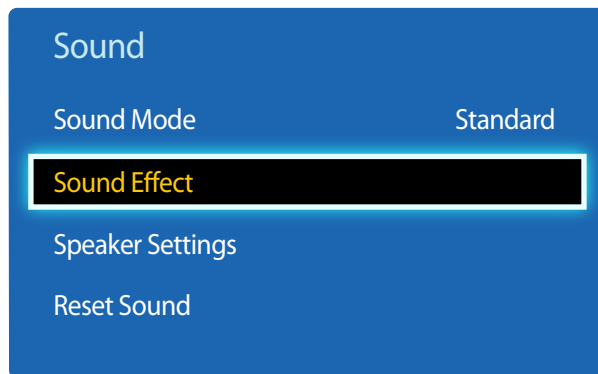 Sound
Sound Mode Standard
Sound Effect
Speaker Settings
Reset Sound